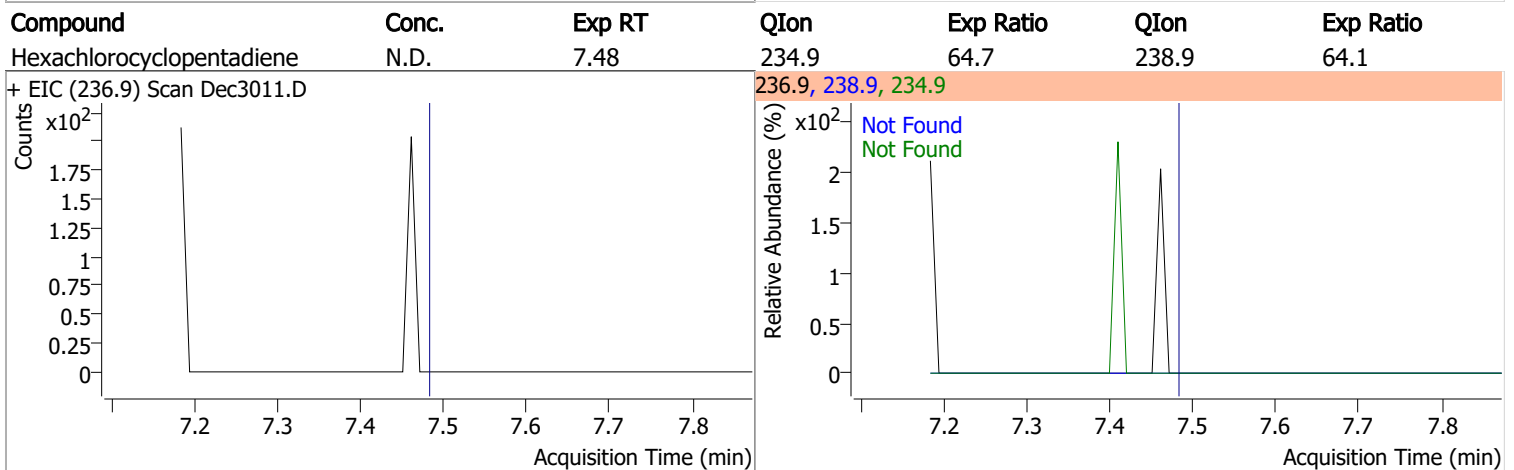 Compound Conc. Exp RT QIon Exp Ratio QIon Exp Ratio
Hexachlorocyclopentadiene N.D. 7.48 234.9 64.7 238.9 64.1
+ EIC (236.9) Scan Dec3011.D
Counts
x10²
1.75
1.5
1.25
1
0.75
0.5
0.25
0
7.2 7.3 7.4 7.5 7.6 7.7 7.8
Acquisition Time (min)
236.9, 238.9, 234.9
Relative Abundance (%)
x10²
Not Found
Not Found
2
1.5
1
0.5
0
7.2 7.3 7.4 7.5 7.6 7.7 7.8
Acquisition Time (min)